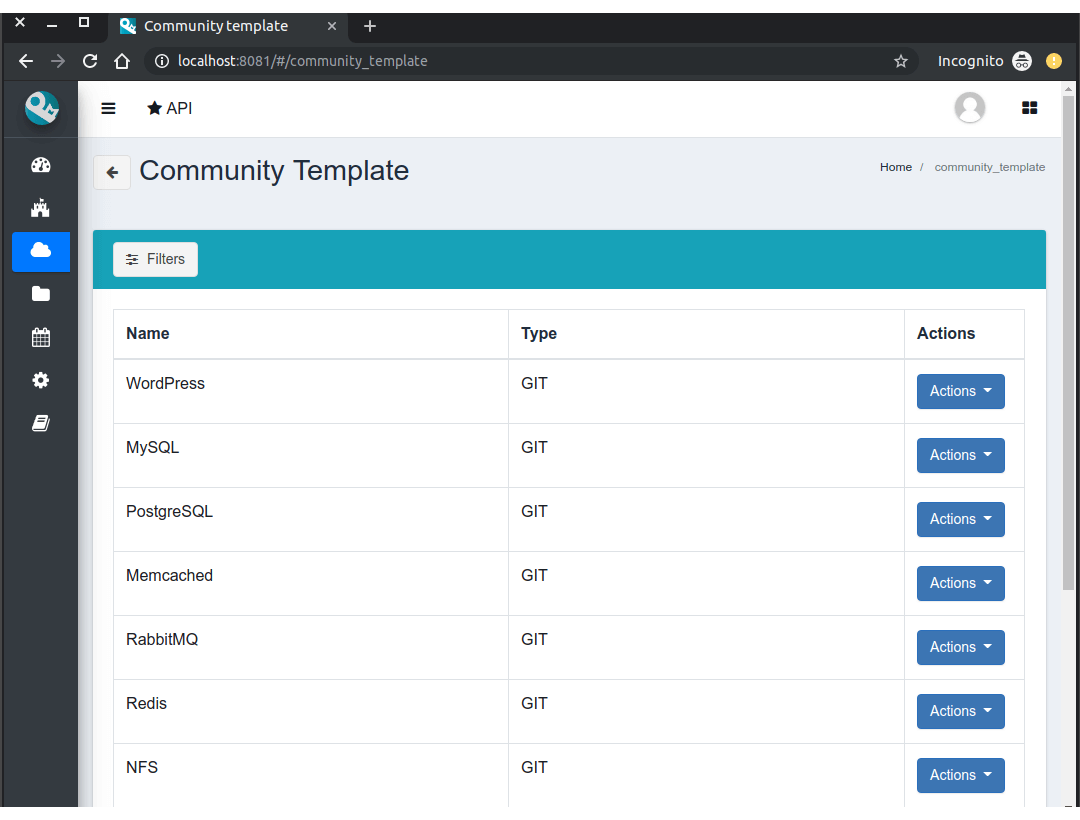 Community template
localhost:8081/#/community_template
Incognito
API
Community Template
Home / community_template
Filters
Name Type Actions
WordPress GIT Actions
MySQL GIT Actions
PostgreSQL GIT Actions
Memcached GIT Actions
RabbitMQ GIT Actions
Redis GIT Actions
NFS GIT Actions